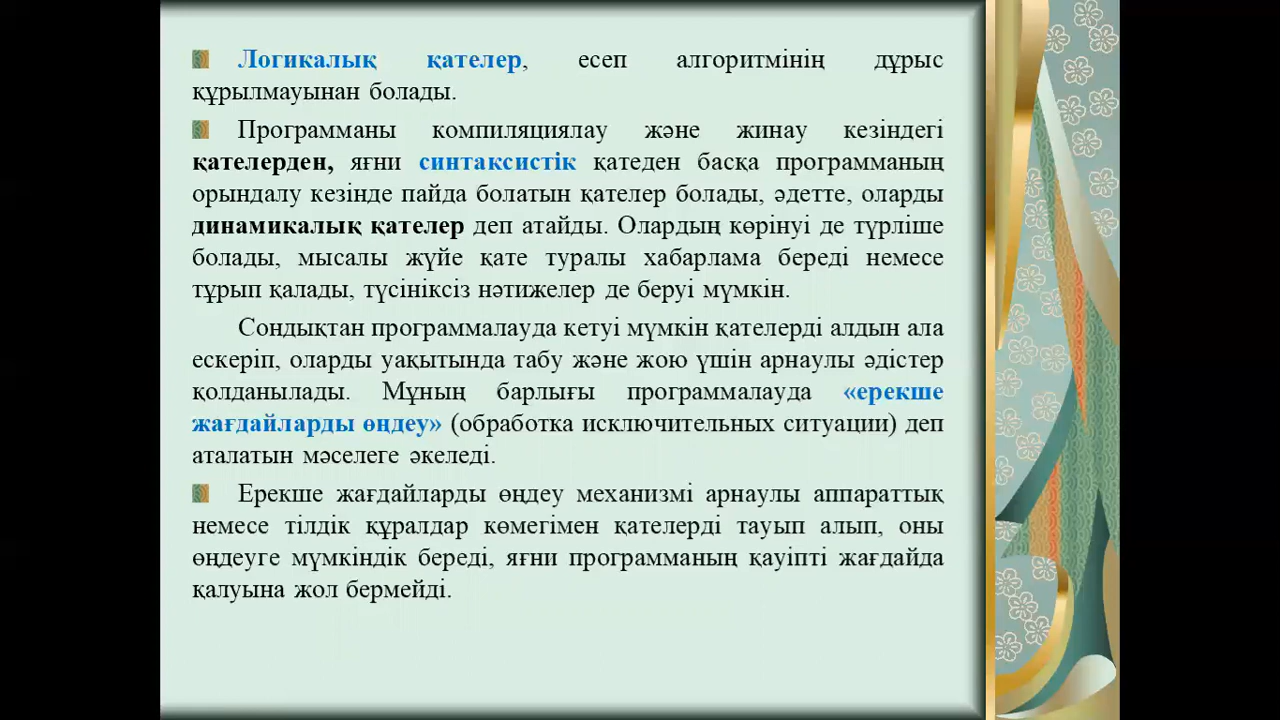 Логикалық қателер, есеп алгоритмінің дұрыс
құрылмауынан болады.
Программаны компиляциялау және жинау кезіндегі
қателерден, яғни синтаксистік қатеден басқа программаның
орындалу кезінде пайда болатын қателер болады, әдетте, оларды
динамикалық қателер деп атайды. Олардың көрінуі де түрліше
болады, мысалы жүйе қате туралы хабарлама береді немесе
тұрып қалады, түсініксіз нәтижелер де беруі мүмкін.
Сондықтан программалауда кетуі мүмкін қателерді алдын ала
ескеріп, оларды уақытында табу және жою үшін арнаулы әдістер
қолданылады. Мұның барлығы программалауда «ерекше
жағдайларды өңдеу» (обработка исключительных ситуации) деп
аталатын мәселеге әкеледі.
Ерекше жағдайларды өңдеу механизмі арнаулы аппараттық
немесе тілдік құралдар көмегімен қателерді тауып алып, оны
өңдеуге мүмкіндік береді, яғни программаның қауіпті жағдайда
қалуына жол бермейді.